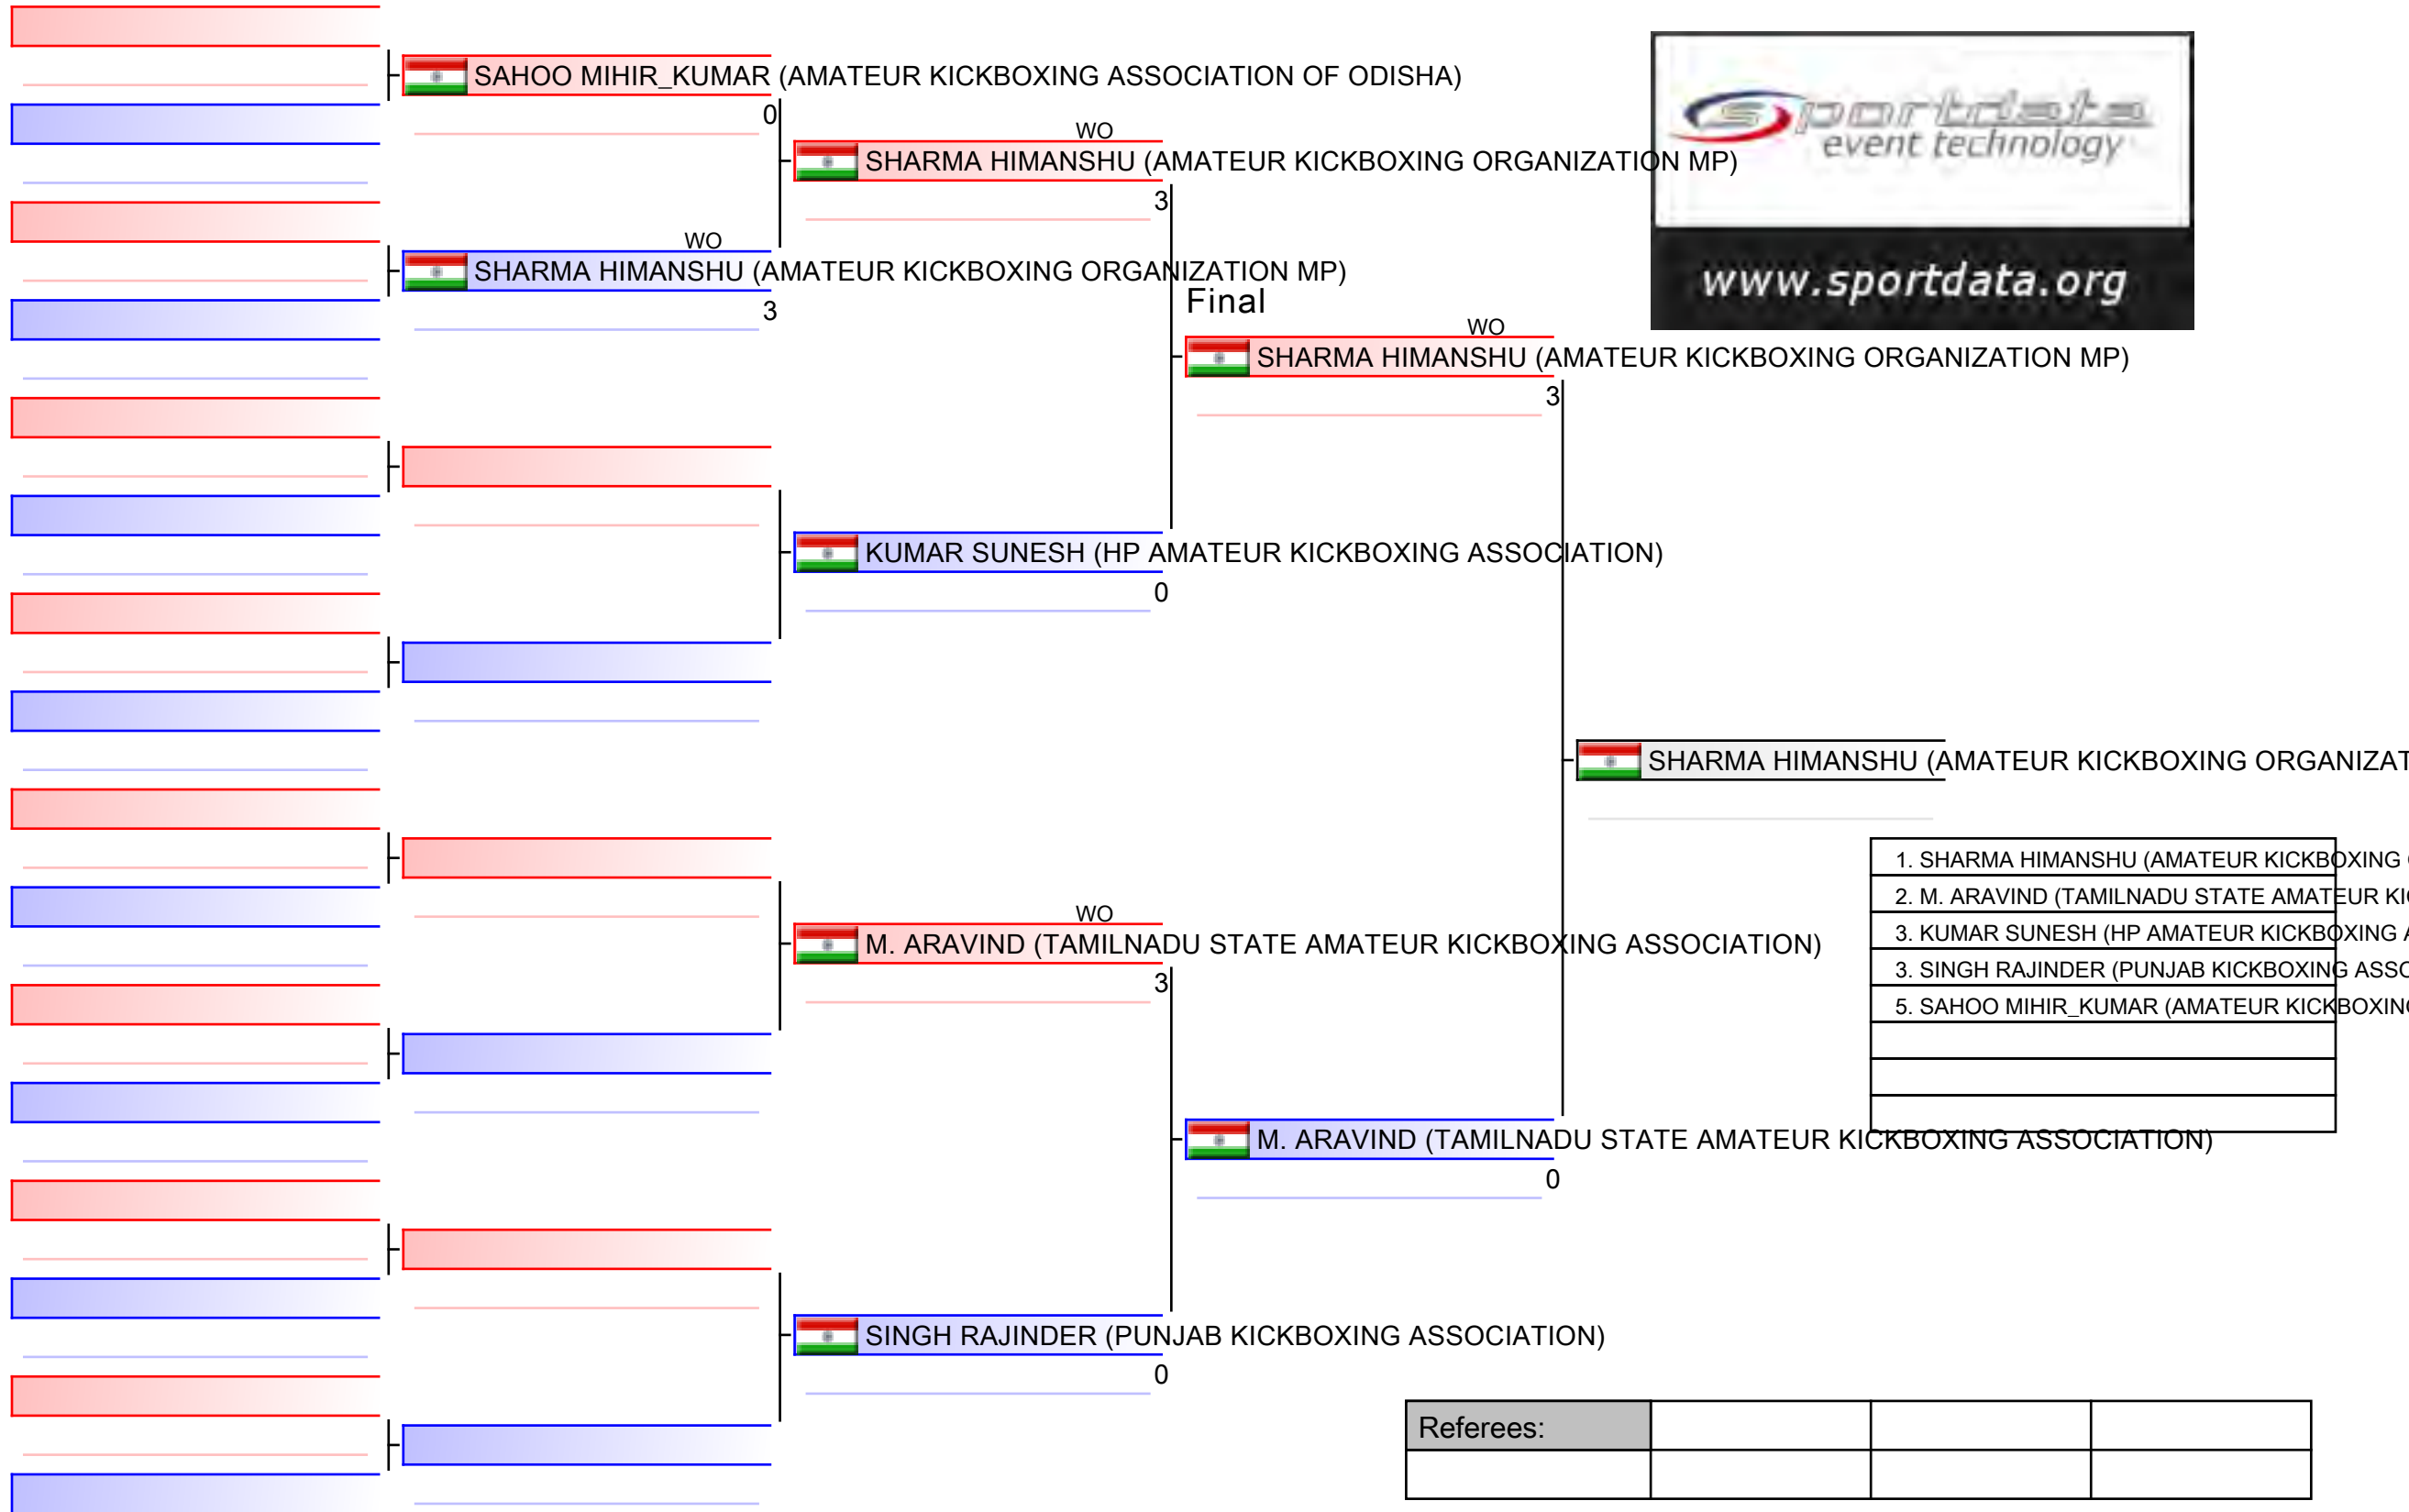 SAHOO MIHIR_KUMAR (AMATEUR KICKBOXING ASSOCIATION OF ODISHA)
0
WO
SHARMA HIMANSHU (AMATEUR KICKBOXING ORGANIZATION MP)
3
sportdata
event technology
www.sportdata.org
WO
SHARMA HIMANSHU (AMATEUR KICKBOXING ORGANIZATION MP)
3
Final
WO
SHARMA HIMANSHU (AMATEUR KICKBOXING ORGANIZATION MP)
3
KUMAR SUNESH (HP AMATEUR KICKBOXING ASSOCIATION)
0
SHARMA HIMANSHU (AMATEUR KICKBOXING ORGANIZAT
1. SHARMA HIMANSHU (AMATEUR KICKBOXING
2. M. ARAVIND (TAMILNADU STATE AMATEUR KI
3. KUMAR SUNESH (HP AMATEUR KICKBOXING A
3. SINGH RAJINDER (PUNJAB KICKBOXING ASSO
5. SAHOO MIHIR_KUMAR (AMATEUR KICKBOXING
WO
M. ARAVIND (TAMILNADU STATE AMATEUR KICKBOXING ASSOCIATION)
3
M. ARAVIND (TAMILNADU STATE AMATEUR KICKBOXING ASSOCIATION)
0
SINGH RAJINDER (PUNJAB KICKBOXING ASSOCIATION)
0
Referees: